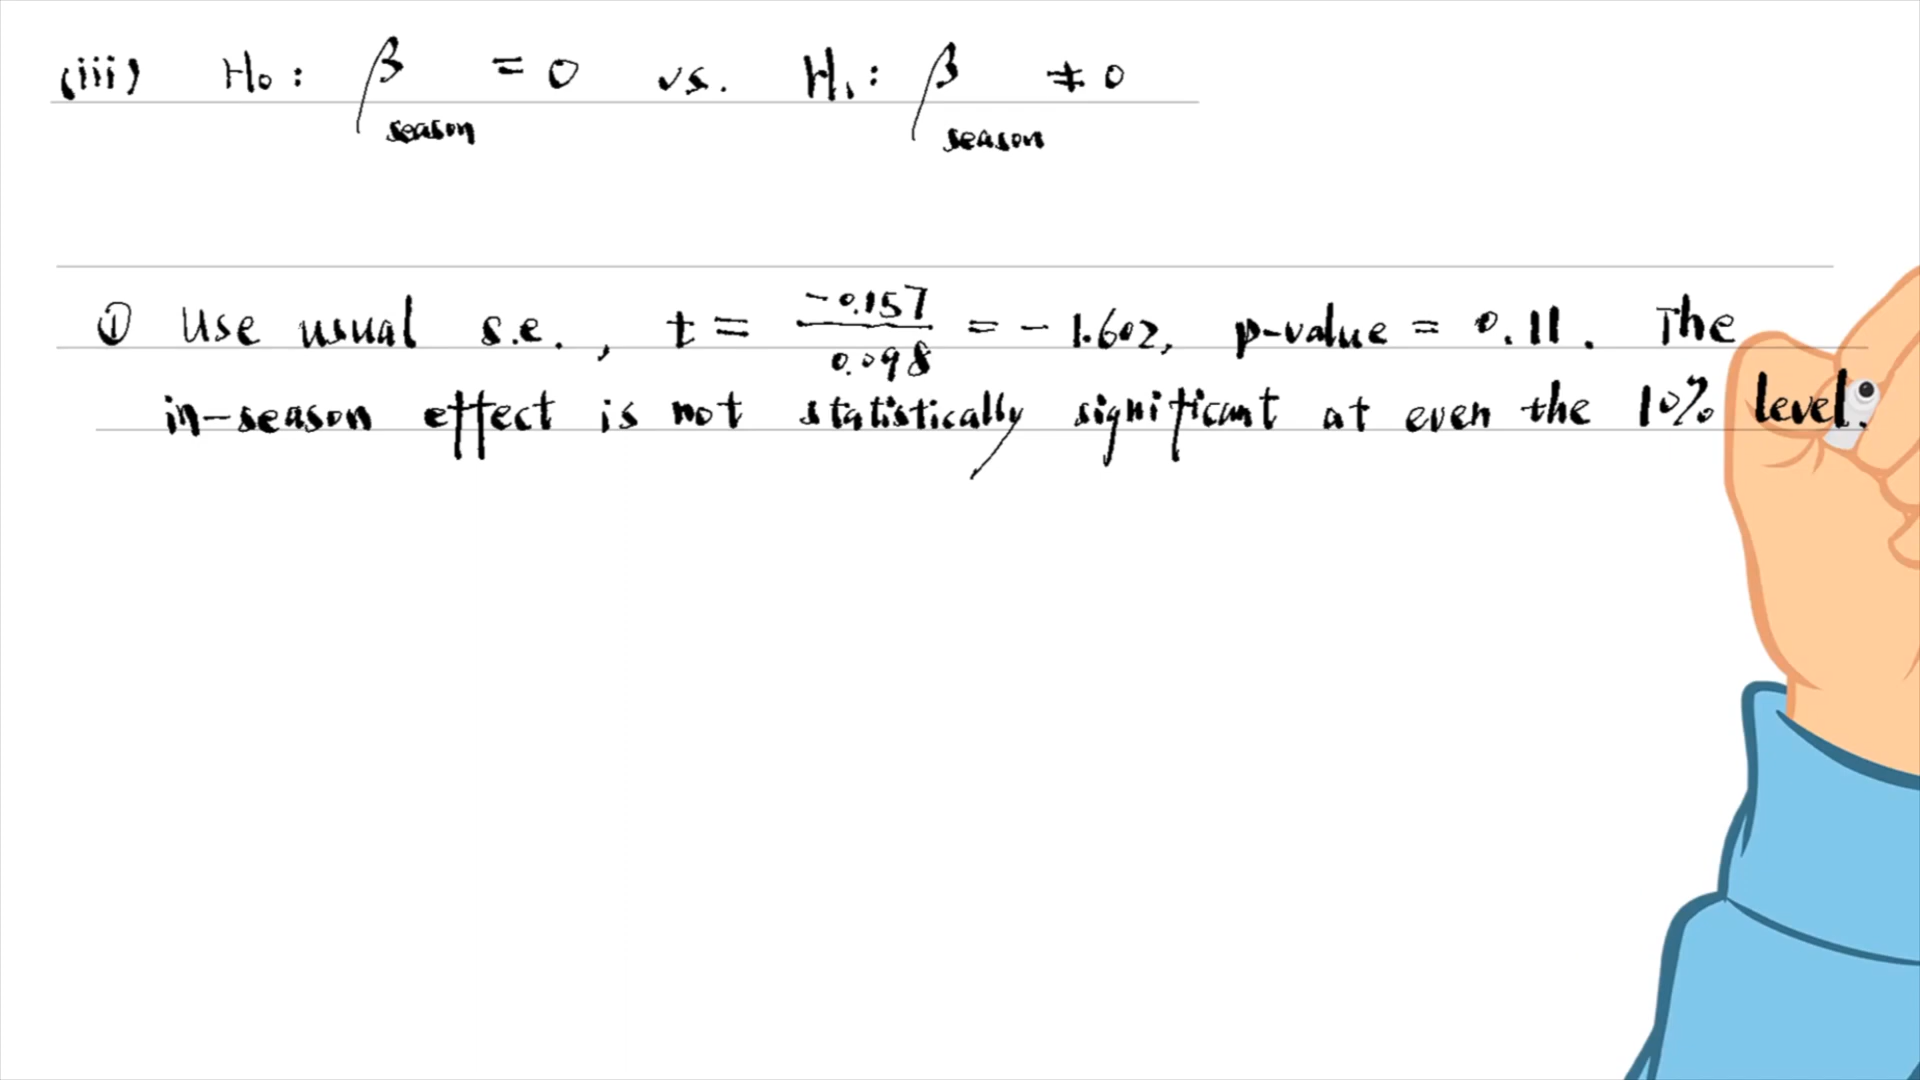 (iii) H₀: β_season = 0 vs. H₁: β_season ≠ 0
① Use usual s.e., t = -0.157/0.098 = -1.602, p-value = 0.11. The
in-season effect is not statistically significant at even the 10% level.